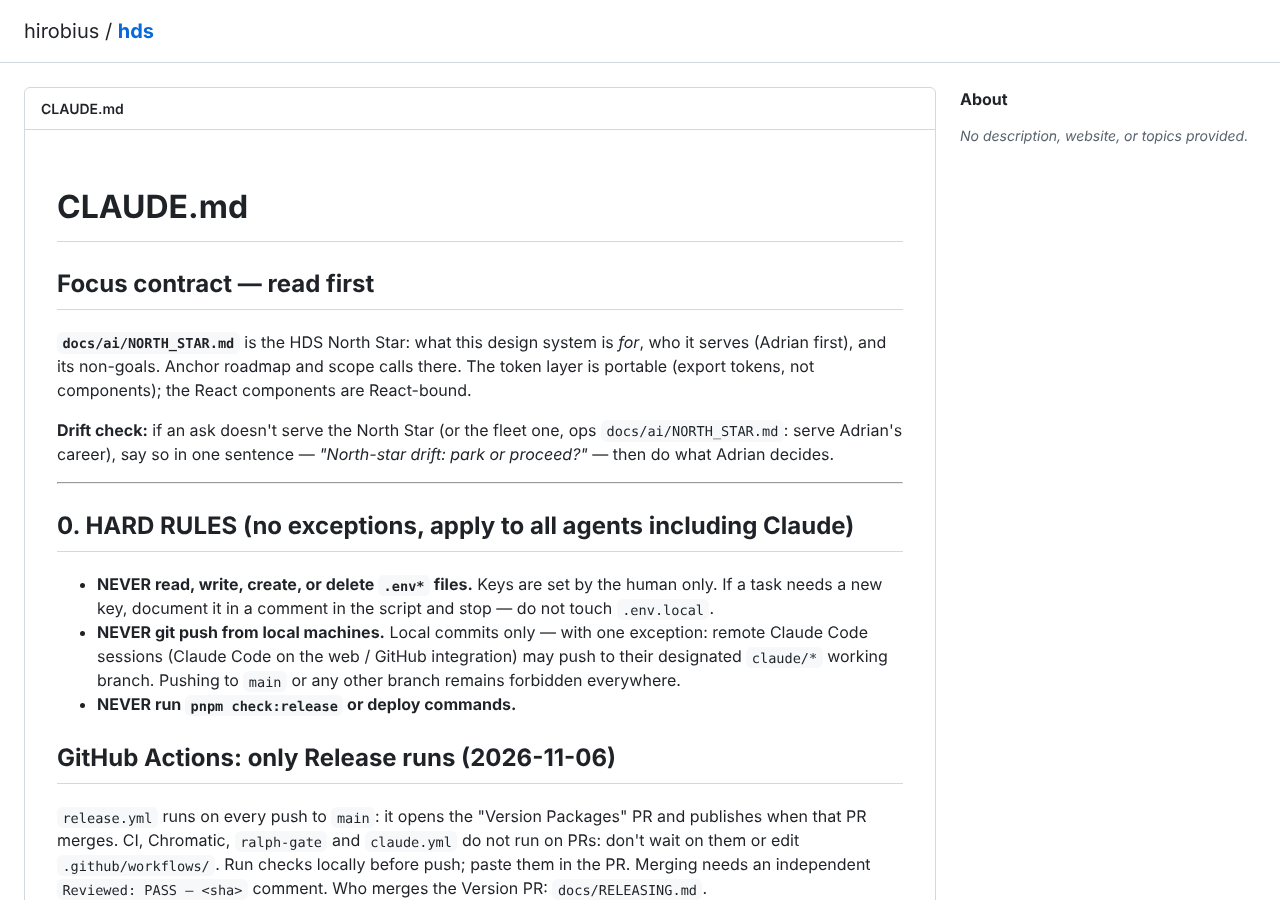 hirobius / hds
CLAUDE.md
About
No description, website, or topics provided.
CLAUDE.md
Focus contract — read first
docs/ai/NORTH_STAR.md is the HDS North Star: what this design system is for, who it serves (Adrian first), and
its non-goals. Anchor roadmap and scope calls there. The token layer is portable (export tokens, not
components); the React components are React-bound.
Drift check: if an ask doesn't serve the North Star (or the fleet one, ops docs/ai/NORTH_STAR.md: serve Adrian's
career), say so in one sentence — "North-star drift: park or proceed?" — then do what Adrian decides.
0. HARD RULES (no exceptions, apply to all agents including Claude)
• NEVER read, write, create, or delete .env* files. Keys are set by the human only. If a task needs a new
key, document it in a comment in the script and stop — do not touch .env.local.
• NEVER git push from local machines. Local commits only — with one exception: remote Claude Code
sessions (Claude Code on the web / GitHub integration) may push to their designated claude/* working
branch. Pushing to main or any other branch remains forbidden everywhere.
• NEVER run pnpm check:release or deploy commands.
GitHub Actions: only Release runs (2026-11-06)
release.yml runs on every push to main: it opens the "Version Packages" PR and publishes when that PR
merges. CI, Chromatic, ralph-gate and claude.yml do not run on PRs: don't wait on them or edit
.github/workflows/. Run checks locally before push; paste them in the PR. Merging needs an independent
Reviewed: PASS — <sha> comment. Who merges the Version PR: docs/RELEASING.md.